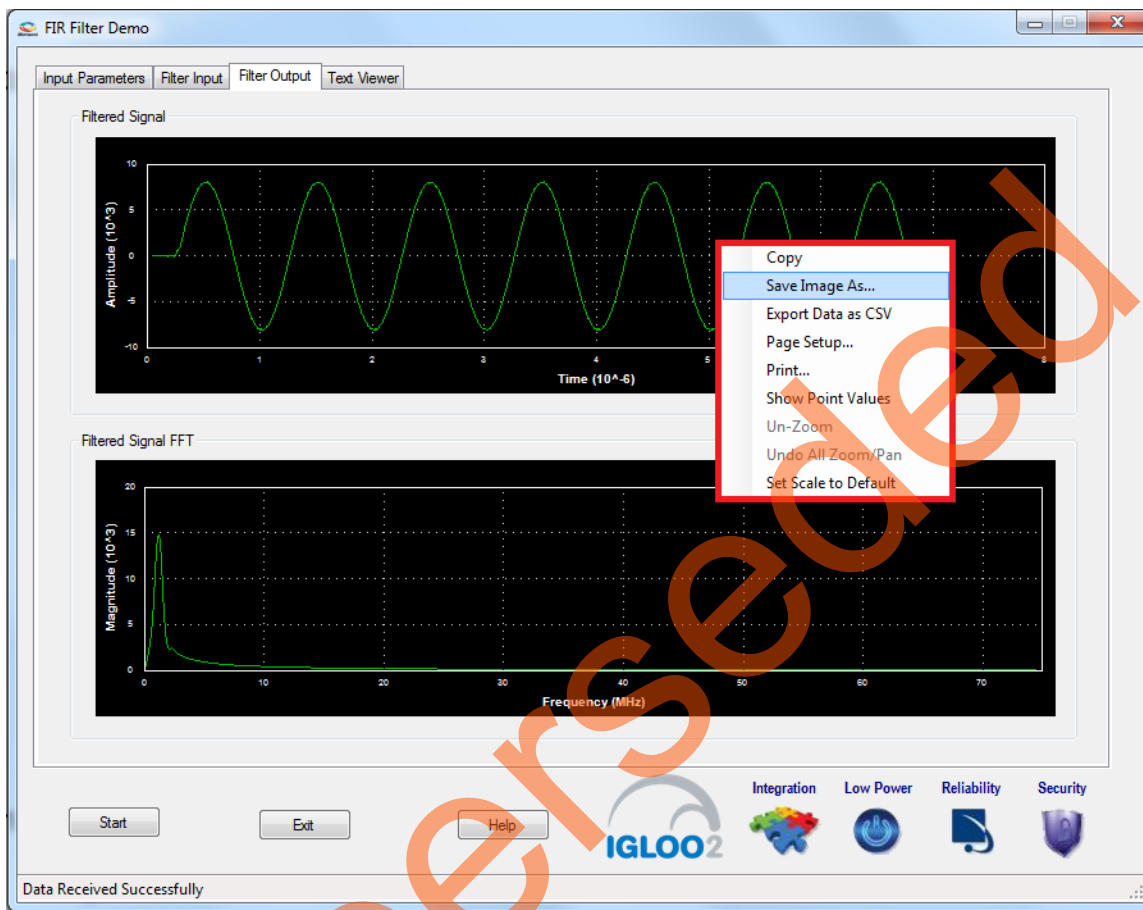 FIR Filter Demo
Input Parameters Filter Input Filter Output Text Viewer
Filtered Signal
10
5
0
-5
-10
Amplitude (10^3)
0 1 2 3 4 5 8
Time (10^-6)
Copy
Save Image As...
Export Data as CSV
Page Setup...
Print...
Show Point Values
Un-Zoom
Undo All Zoom/Pan
Set Scale to Default
Filtered Signal FFT
20
15
10
5
0
Magnitude (10^3)
0 10 20 30 40 50 60 70
Frequency (MHz)
Start Exit Help
IGLOO2
Integration Low Power Reliability Security
Data Received Successfully
erseded